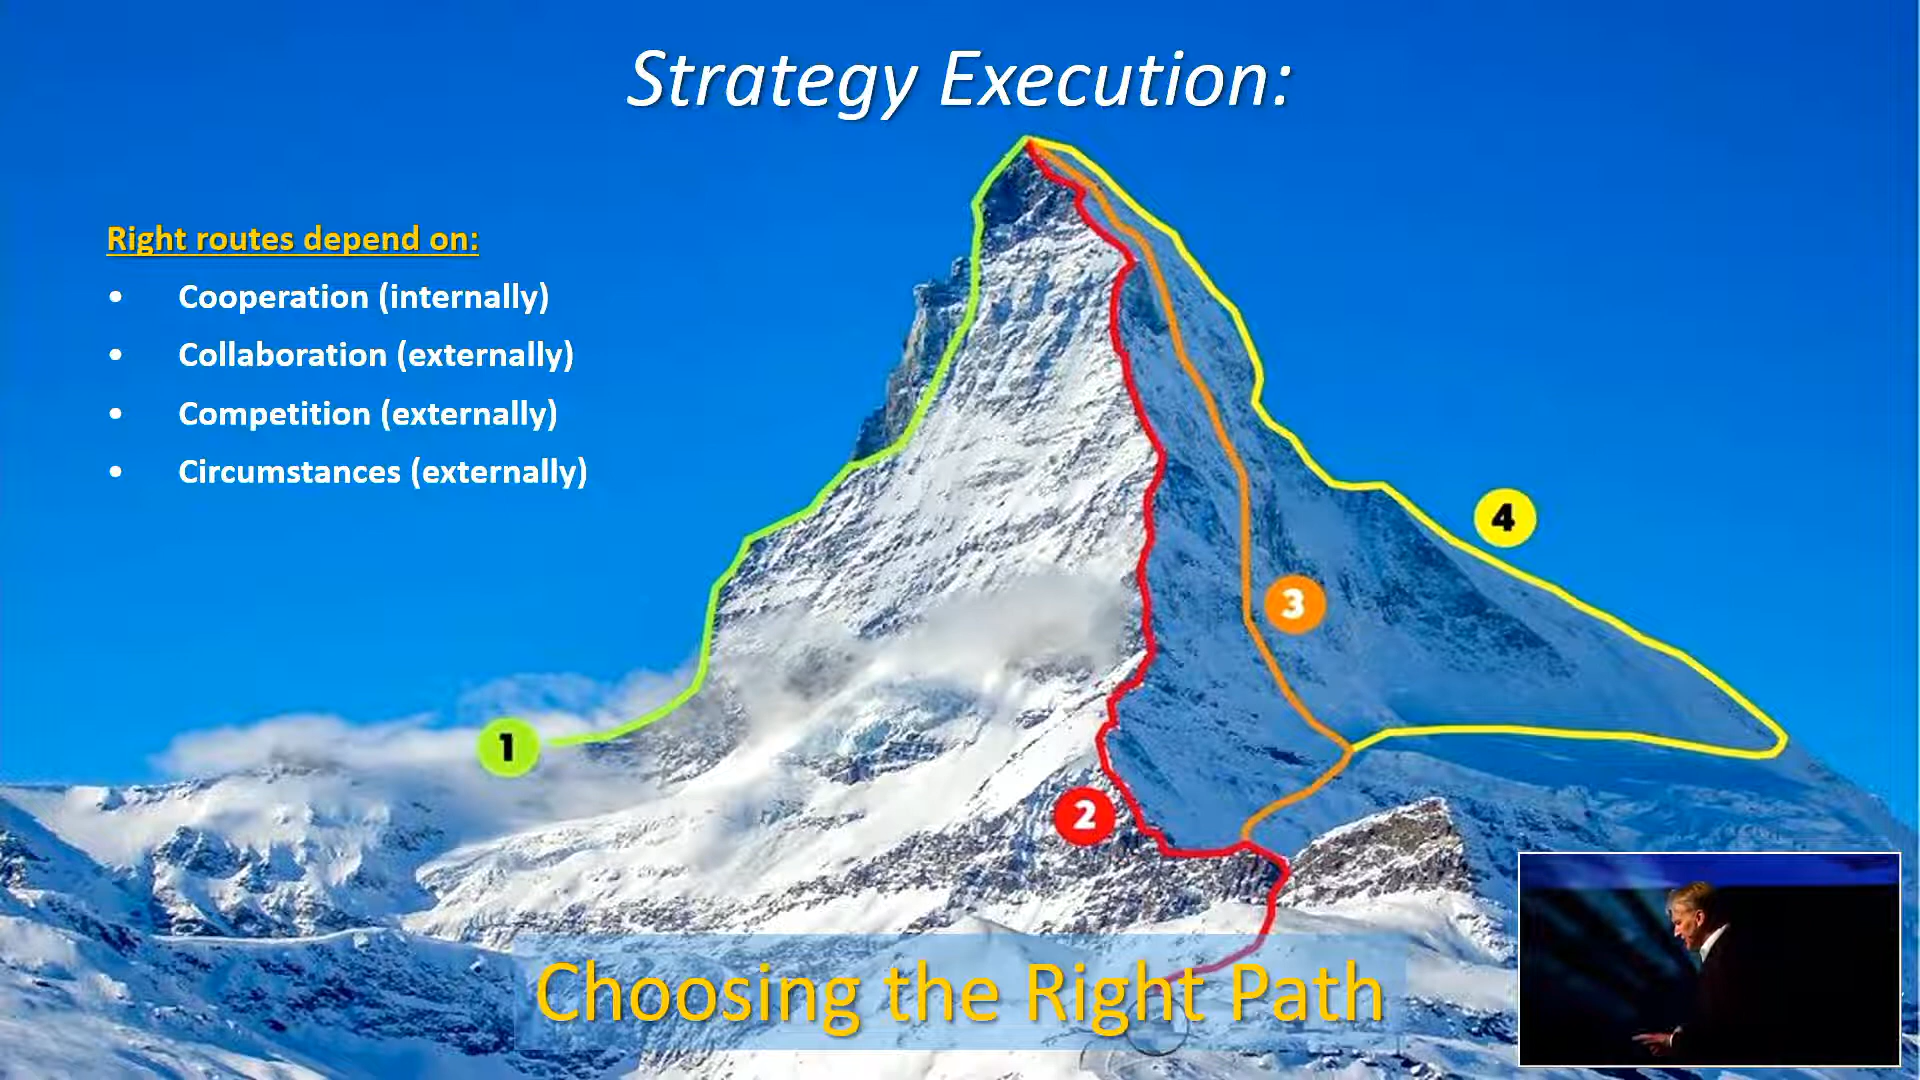 Strategy Execution:
Right routes depend on:
• Cooperation (internally)
• Collaboration (externally)
• Competition (externally)
• Circumstances (externally)
4
3
1
2
Choosing the Right Path